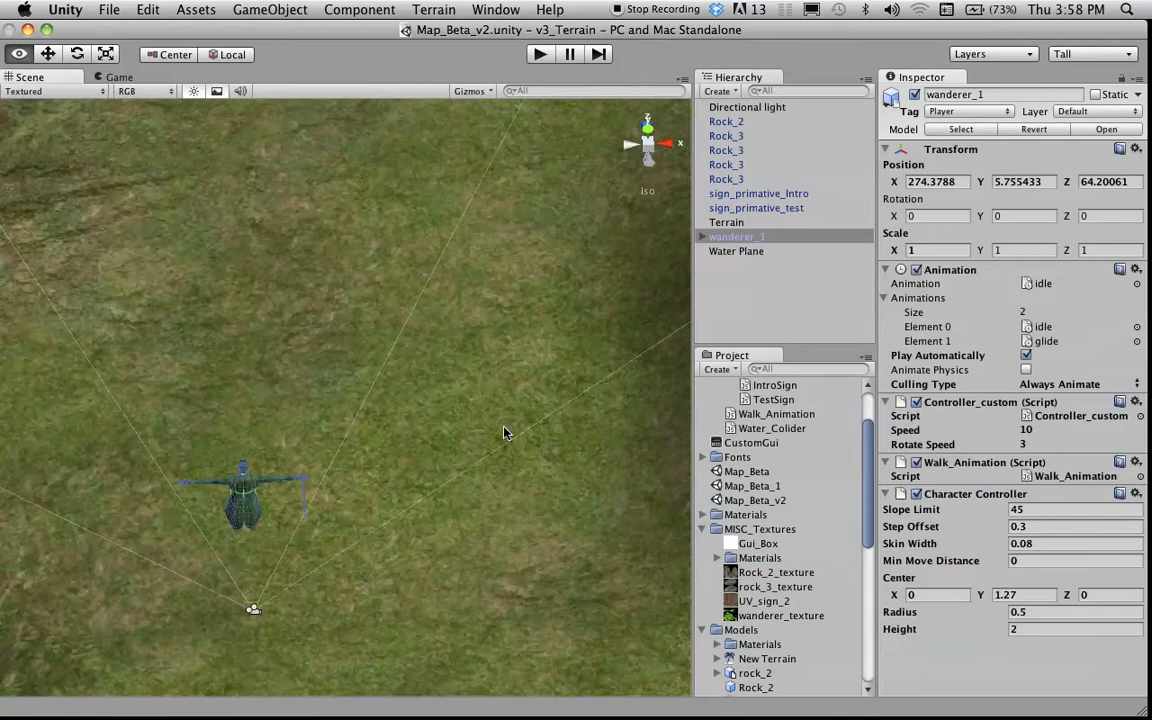 Unity File Edit Assets GameObject Component Terrain Window Help Stop Recording 13 (73%) Thu 3:58 PM
Map_Beta_v2.unity - v3_Terrain - PC and Mac Standalone
Center Local Layers Tall
Scene Game
Textured RGB Gizmos All
z
x
Iso
Hierarchy
Create All
Directional light
Rock_2
Rock_3
Rock_3
Rock_3
Rock_3
sign_primative_Intro
sign_primative_test
Terrain
wanderer_1
Water Plane
Project
Create All
IntroSign
TestSign
Walk_Animation
Water_Colider
CustomGui
Fonts
Map_Beta
Map_Beta_1
Map_Beta_v2
Materials
MISC_Textures
Gui_Box
Materials
Rock_2_texture
rock_3_texture
UV_sign_2
wanderer_texture
Models
Materials
New Terrain
rock_2
Rock_2
Inspector
wanderer_1 Static
Tag Player Layer Default
Model Select Revert Open
Transform
Position
X 274.3788 Y 5.755433 Z 64.20061
Rotation
X 0 Y 0 Z 0
Scale
X 1 Y 1 Z 1
Animation
Animation idle
Animations
Size 2
Element 0 idle
Element 1 glide
Play Automatically
Animate Physics
Culling Type Always Animate
Controller_custom (Script)
Script Controller_custom
Speed 10
Rotate Speed 3
Walk_Animation (Script)
Script Walk_Animation
Character Controller
Slope Limit 45
Step Offset 0.3
Skin Width 0.08
Min Move Distance 0
Center
X 0 Y 1.27 Z 0
Radius 0.5
Height 2